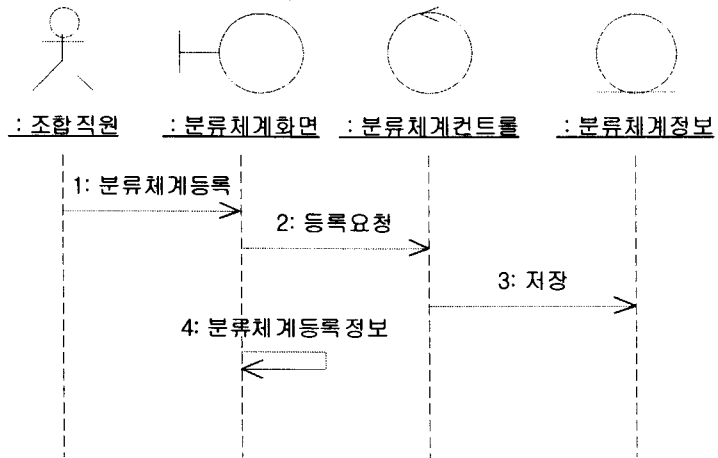 : 조합직원
: 분류체계화면
: 분류체계컨트롤
: 분류체계정보
1: 분류체계등록
2: 등록요청
3: 저장
4: 분류체계등록정보